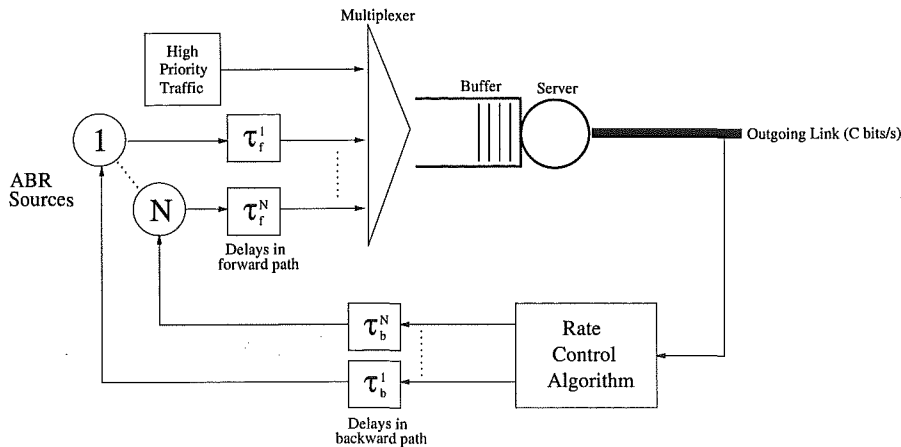 Multiplexer
High
Priority
Traffic
Buffer
Server
Outgoing Link (C bits/s)
1
τ_f^1
ABR
Sources
N
τ_f^N
Delays in
forward path
τ_b^N
Rate
Control
Algorithm
τ_b^1
Delays in
backward path